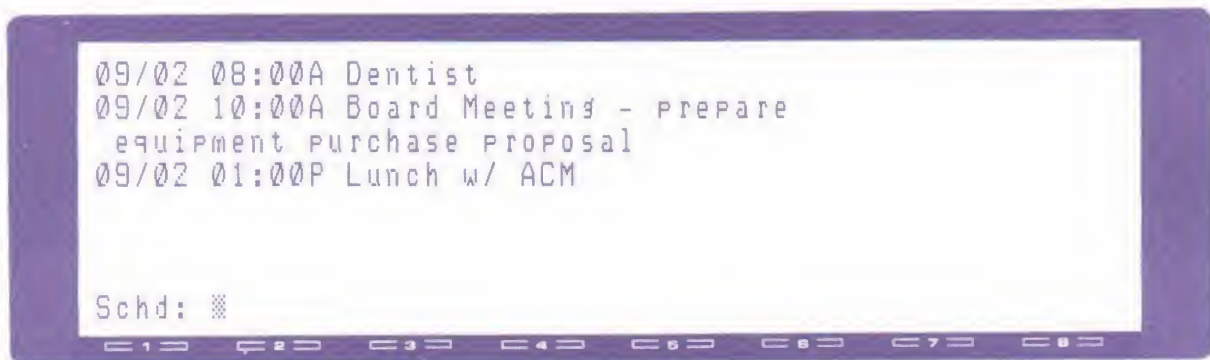 09/02 08:00A Dentist
09/02 10:00A Board Meeting - prepare
equipment purchase proposal
09/02 01:00P Lunch w/ ACM
Schd:
1 2 3 4 5 6 7 8